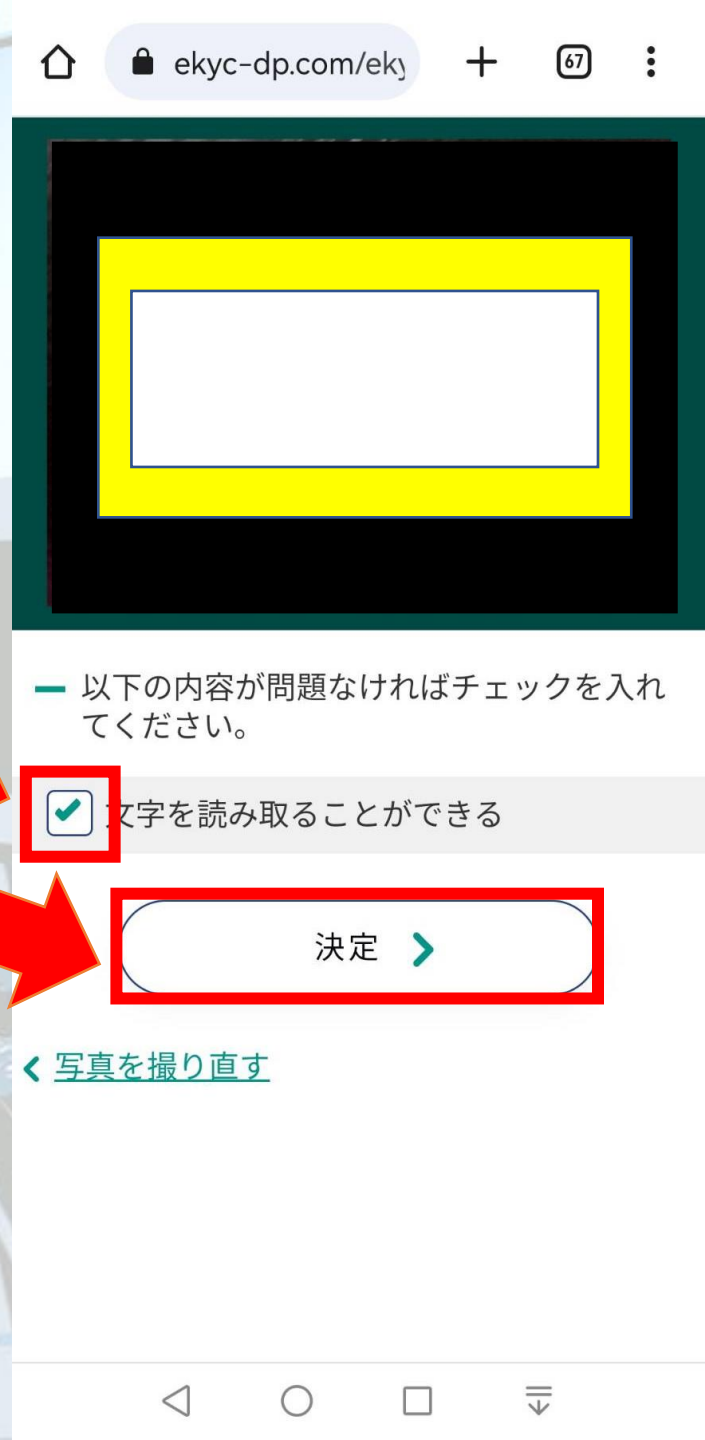 ekyc-dp.com/eky
67
以下の内容が問題なければチェックを入れ
てください。
文字を読み取ることができる
決定
写真を撮り直す